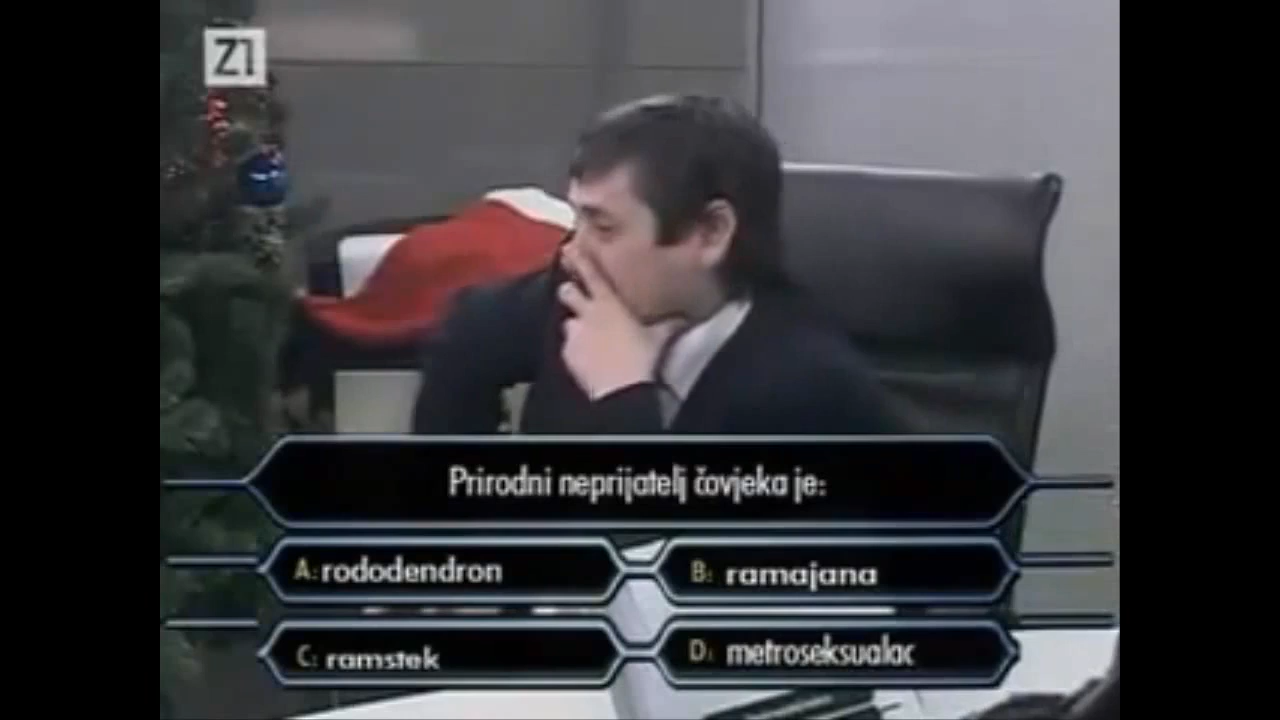 Z1
Prirodni neprijatelj čovjeka je:
A: rododendron
B: ramajana
C: ramstek
D: metroseksualac